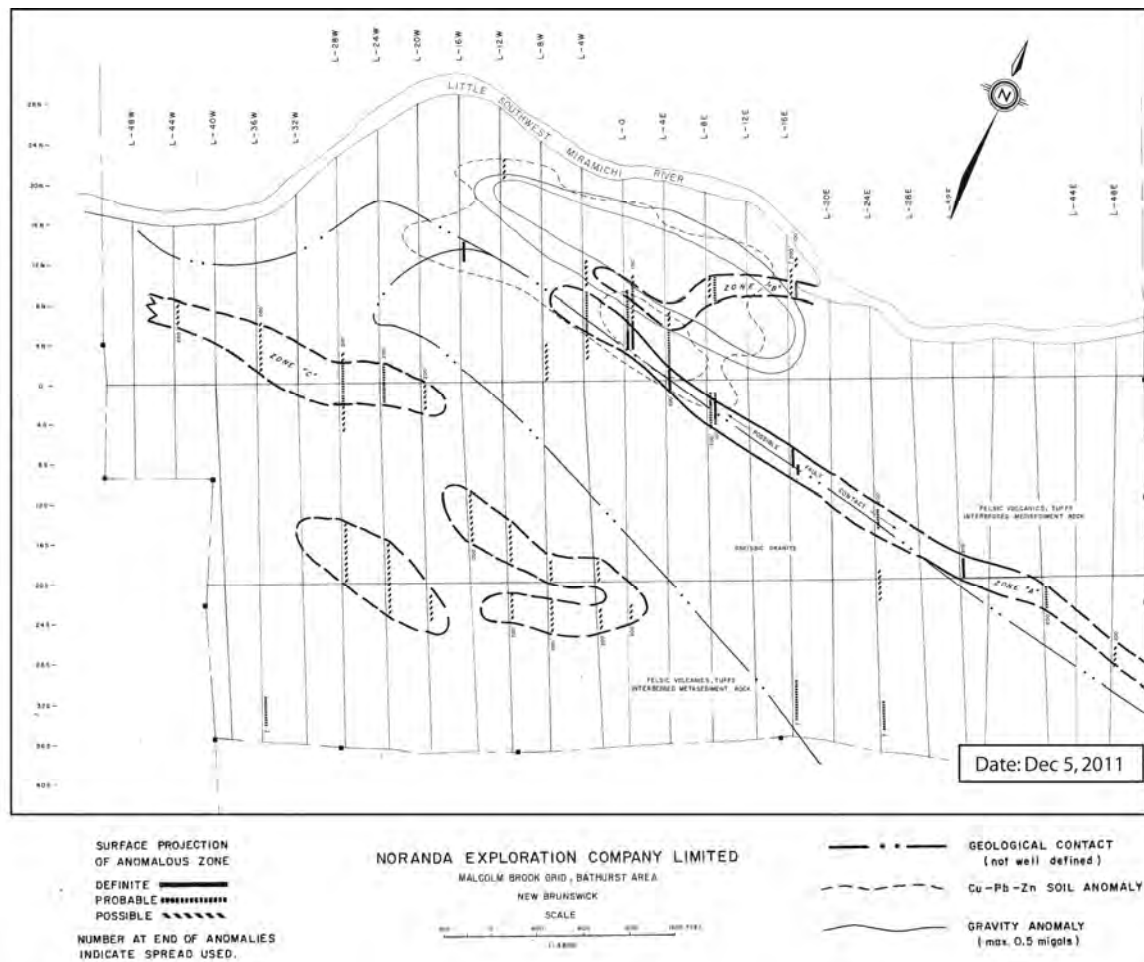 L-28W
L-24W
L-20W
L-16W
L-12W
L-8W
L-4W
L-48W
L-44W
L-40W
L-36W
L-32W
L-0
L-4E
L-8E
L-12E
L-16E
L-24E
L-44E
L-48E
N
LITTLE SOUTHWEST MIRAMICHI RIVER
24N
20N
0
ZONE "B"
ZONE "C"
POSSIBLE FAULT CONTACT
FELSIC VOLCANICS, TUFFS
INTERBEDDED METASEDIMENT ROCK
GNEISSIC GRANITE
ZONE "A"
FELSIC VOLCANICS, TUFFS
INTERBEDDED METASEDIMENT ROCK
Date: Dec 5, 2011
SURFACE PROJECTION
OF ANOMALOUS ZONE
DEFINITE
PROBABLE
POSSIBLE
NUMBER AT END OF ANOMALIES
INDICATE SPREAD USED.
NORANDA EXPLORATION COMPANY LIMITED
MALCOLM BROOK GRID, BATHURST AREA
NEW BRUNSWICK
SCALE
GEOLOGICAL CONTACT
(not well defined)
Cu-Pb-Zn SOIL ANOMALY
GRAVITY ANOMALY
(max. 0.5 migals)